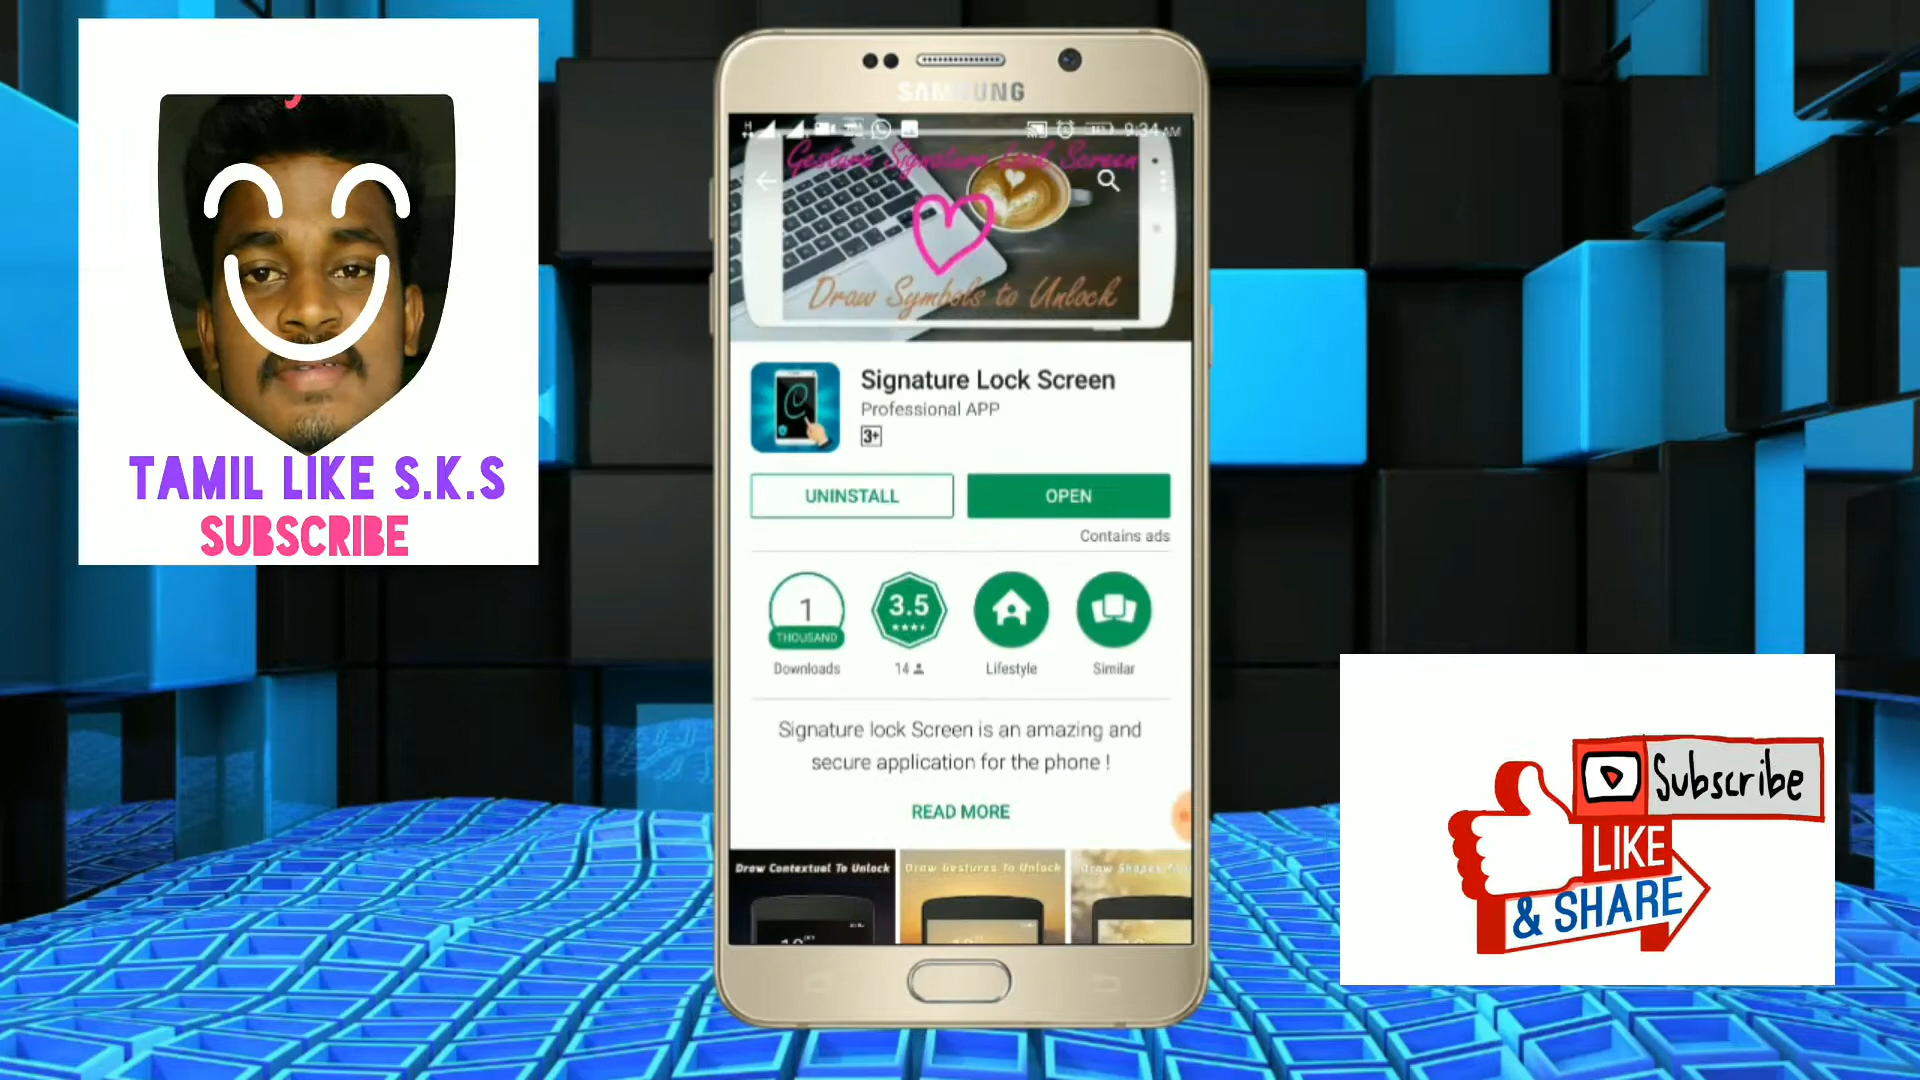 TAMIL LIKE S.K.S
SUBSCRIBE
SAMSUNG
9:34 AM
Gesture Signature Lock Screen
Draw Symbols to Unlock
Signature Lock Screen
Professional APP
3+
UNINSTALL
OPEN
Contains ads
1
THOUSAND
3.5
Downloads
14
Lifestyle
Similar
Signature lock Screen is an amazing and
secure application for the phone !
READ MORE
Draw Contextual To Unlock
Draw Gestures To Unlock
Draw Shapes
Subscribe
LIKE
& SHARE